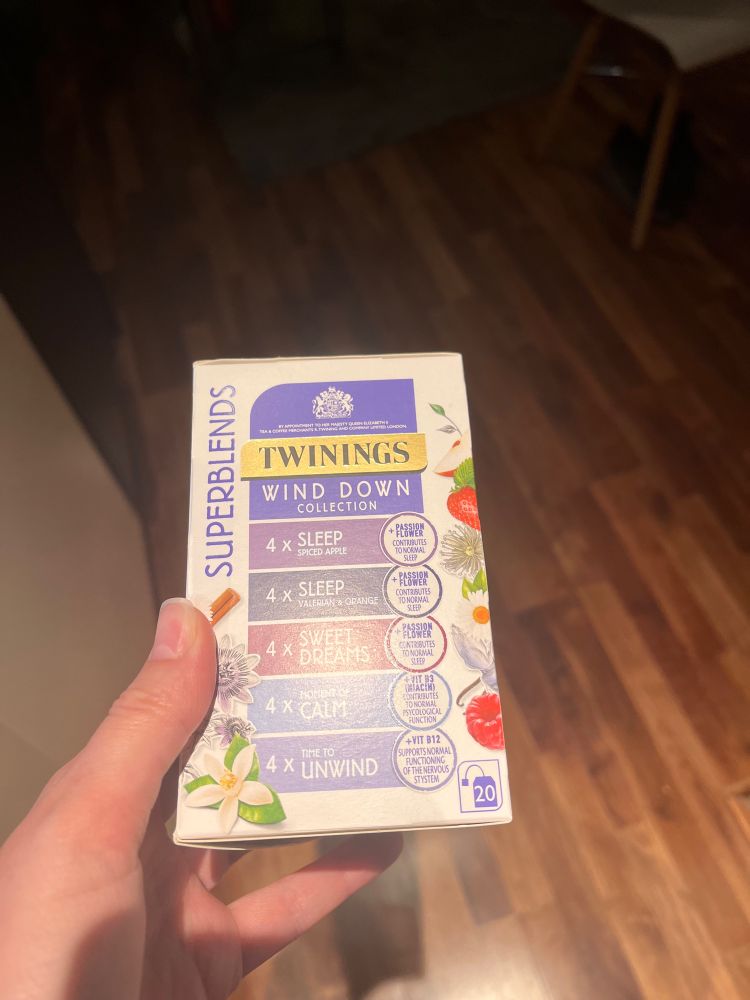 SUPERBLENDS
BY APPOINTMENT TO HER MAJESTY QUEEN ELIZABETH II
TEA & COFFEE MERCHANTS R. TWINING AND COMPANY LIMITED, LONDON.
TWININGS
WIND DOWN
COLLECTION
4 x SLEEP
SPICED APPLE
+ PASSION
FLOWER
CONTRIBUTES
TO NORMAL
SLEEP
4 x SLEEP
VALERIAN & ORANGE
+ PASSION
FLOWER
CONTRIBUTES
TO NORMAL
SLEEP
4 x SWEET
DREAMS
+ PASSION
FLOWER
CONTRIBUTES
TO NORMAL
SLEEP
4 x MOMENT OF
CALM
+ VIT B3
(NIACIN)
CONTRIBUTES
TO NORMAL
PSYCOLOGICAL
FUNCTION
4 x TIME TO
UNWIND
+VIT B12
SUPPORTS NORMAL
FUNCTIONING
OF THE NERVOUS
STYSTEM
20